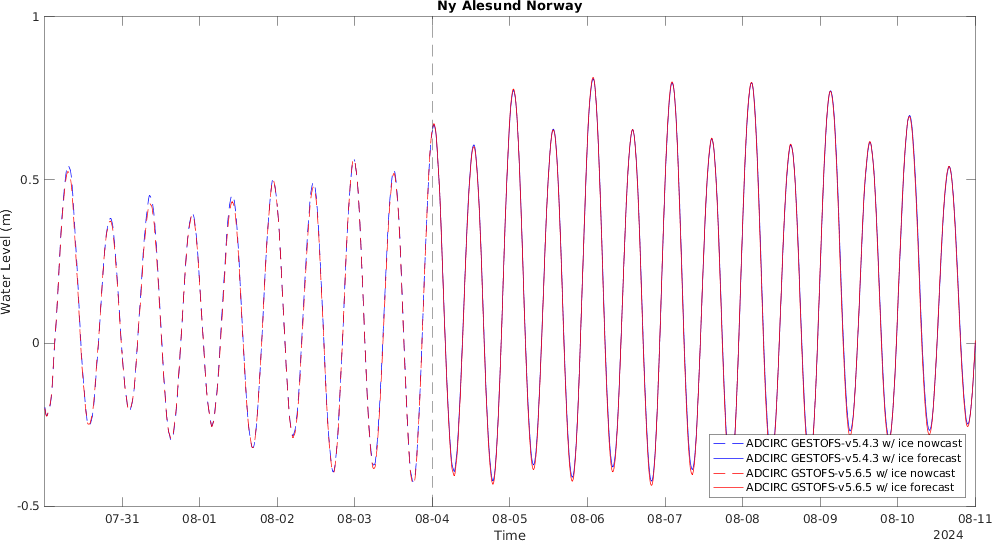 Ny Alesund Norway
1
0.5
0
-0.5
Water Level (m)
07-31 08-01 08-02 08-03 08-04 08-05 08-06 08-07 08-08 08-09 08-10 08-11
Time
2024
ADCIRC GESTOFS-v5.4.3 w/ ice nowcast
ADCIRC GESTOFS-v5.4.3 w/ ice forecast
ADCIRC GSTOFS-v5.6.5 w/ ice nowcast
ADCIRC GSTOFS-v5.6.5 w/ ice forecast